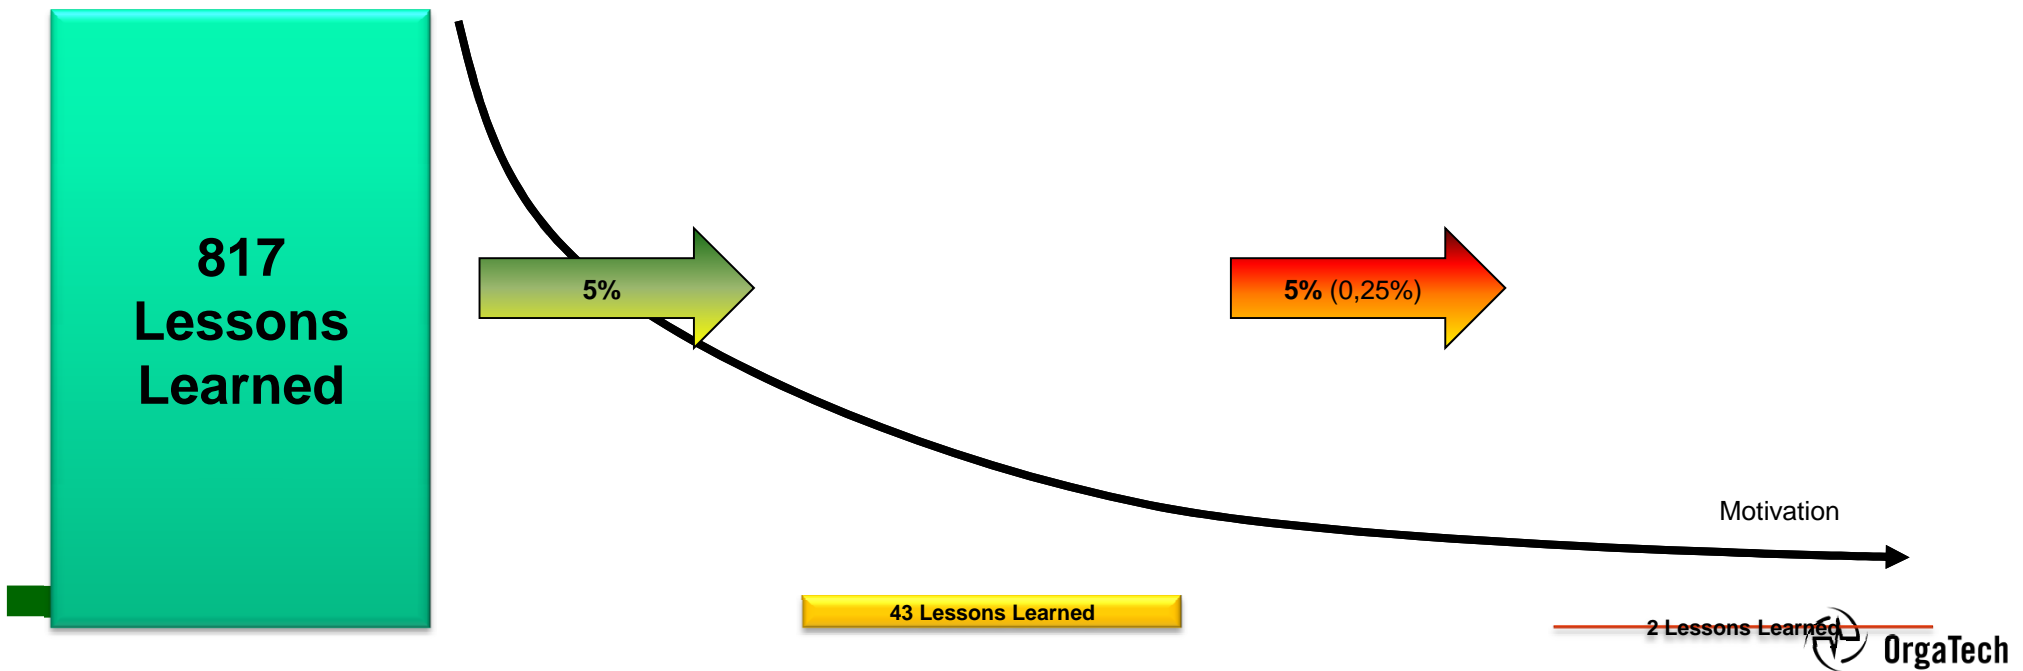 817
Lessons
Learned
5%
5% (0,25%)
Motivation
43 Lessons Learned
2 Lessons Learned
OrgaTech